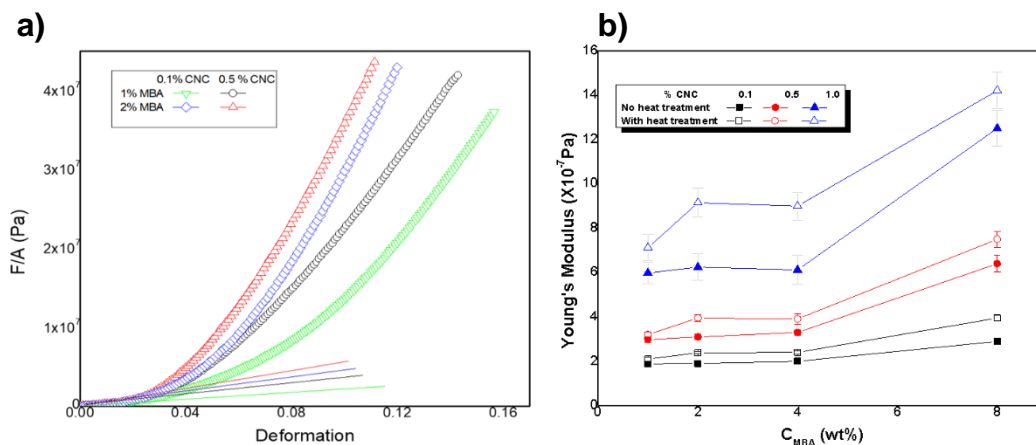 a)
4x10⁷
3x10⁷
2x10⁷
1x10⁷
0.00 0.04 0.08 0.12 0.16
F/A (Pa)
Deformation
0.1% CNC 0.5 % CNC
1% MBA
2% MBA
b)
16
14
12
10
8
6
4
2
0
0 2 4 6 8
Young's Modulus (X10⁻⁷Pa)
C_MBA (wt%)
% CNC 0.1 0.5 1.0
No heat treatment
With heat treatment